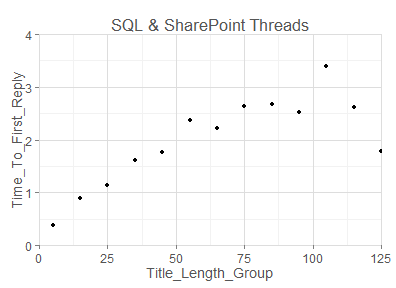 SQL & SharePoint Threads
Time_To_First_Reply
4
3
2
1
0
0 25 50 75 100 125
Title_Length_Group